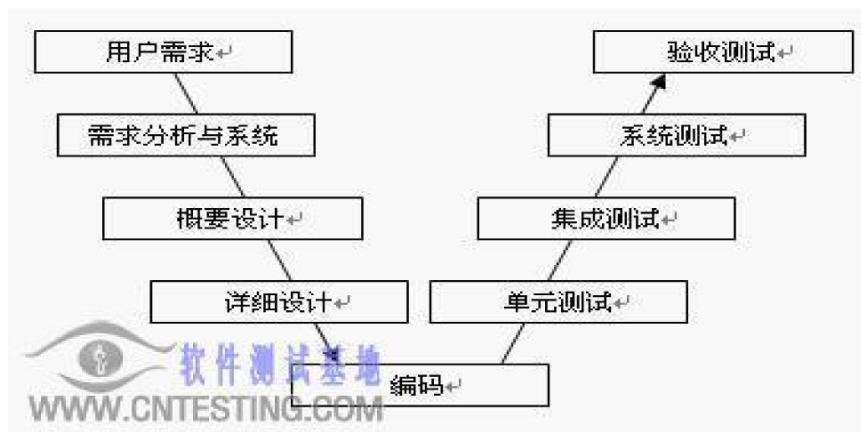 用户需求
验收测试
需求分析与系统
系统测试
概要设计
集成测试
详细设计
单元测试
软件测试基地
编码
WWW.CNTESTING.COM